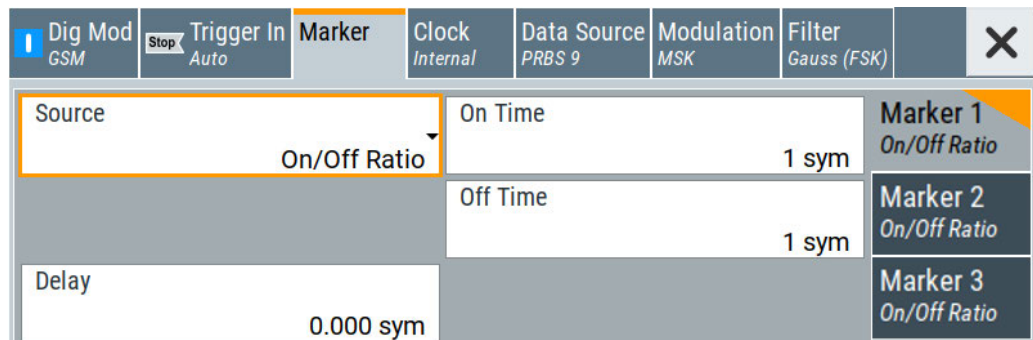 Dig Mod
GSM
Stop
Trigger In
Auto
Marker
Clock
Internal
Data Source
PRBS 9
Modulation
MSK
Filter
Gauss (FSK)
Source
On/Off Ratio
On Time
1 sym
Off Time
1 sym
Delay
0.000 sym
Marker 1
On/Off Ratio
Marker 2
On/Off Ratio
Marker 3
On/Off Ratio